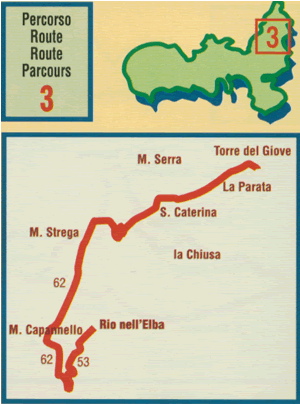 Percorso
Route
Route
Parcours
3
3
Torre del Giove
M. Serra
La Parata
S. Caterina
M. Strega
la Chiusa
62
Rio nell'Elba
M. Capannello
62
53